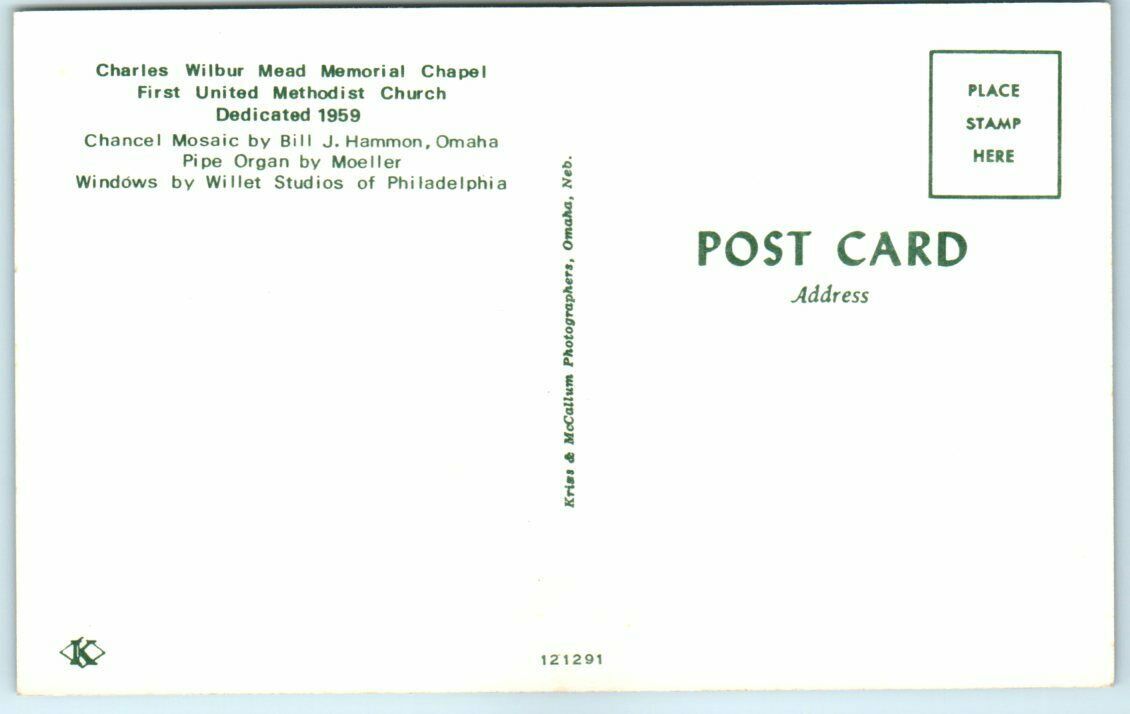 Charles Wilbur Mead Memorial Chapel
First United Methodist Church
Dedicated 1959
Chancel Mosaic by Bill J. Hammon, Omaha
Pipe Organ by Moeller
Windows by Willet Studios of Philadelphia
Kriss & McCallum Photographers, Omaha, Neb.
PLACE
STAMP
HERE
POST CARD
Address
K
121291